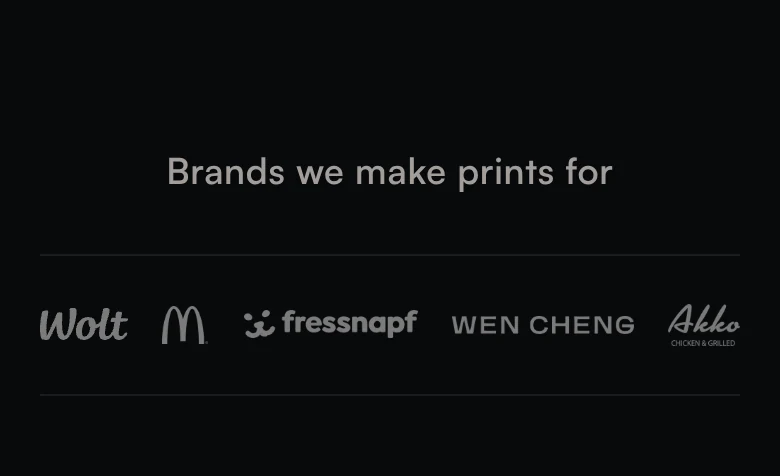 Brands we make prints for
Wolt M fressnapf WEN CHENG Akko
CHICKEN & GRILLED